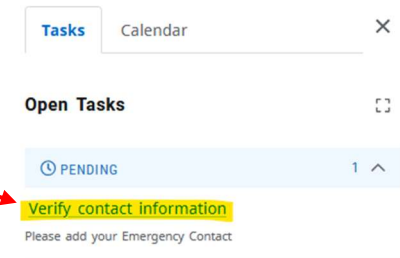 Tasks Calendar
Open Tasks
PENDING 1
Verify contact information
Please add your Emergency Contact